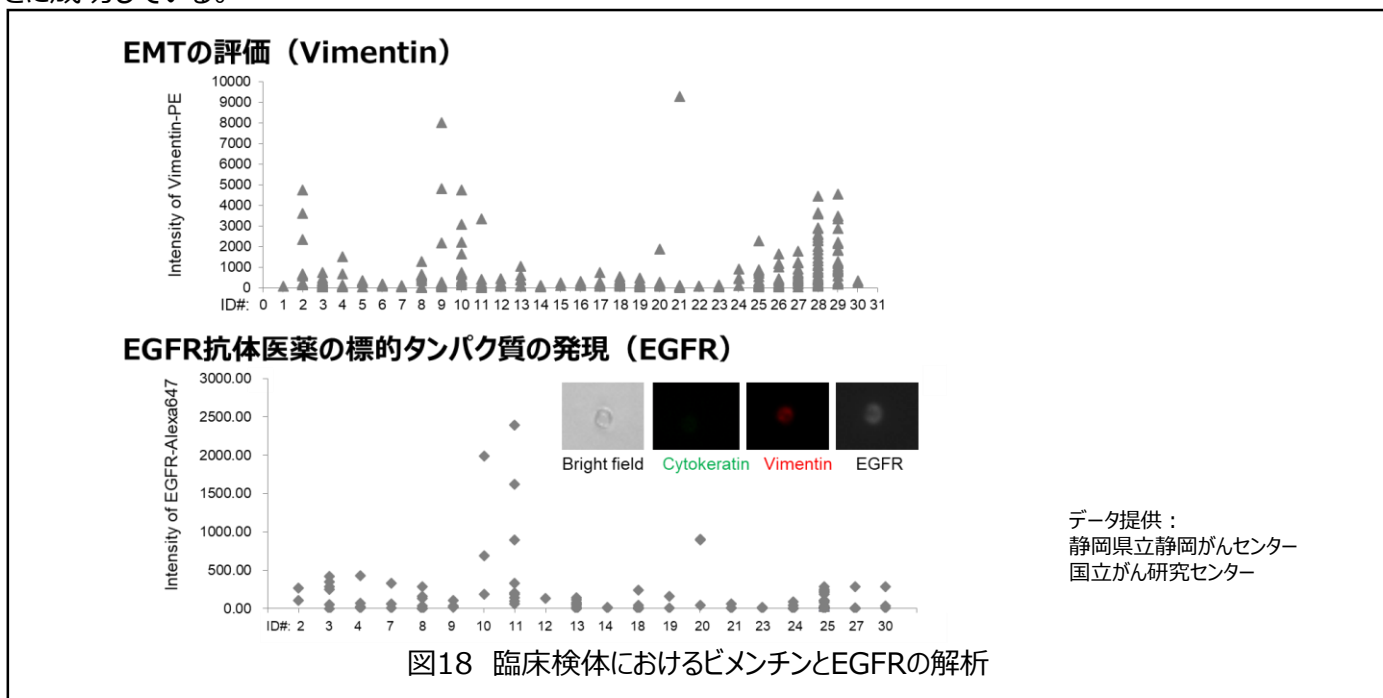 EMTの評価（Vimentin）
Intensity of Vimentin-PE
10000
9000
8000
7000
6000
5000
4000
3000
2000
1000
0
ID#: 0 1 2 3 4 5 6 7 8 9 10 11 12 13 14 15 16 17 18 19 20 21 22 23 24 25 26 27 28 29 30 31
EGFR抗体医薬の標的タンパク質の発現（EGFR）
Intensity of EGFR-Alexa647
3000.00
2500.00
2000.00
1500.00
1000.00
500.00
0.00
Bright field Cytokeratin Vimentin EGFR
ID#: 2 3 4 7 8 9 10 11 12 13 14 18 19 20 21 23 24 25 27 30
データ提供：
静岡県立静岡がんセンター
国立がん研究センター
図18 臨床検体におけるビメンチンとEGFRの解析